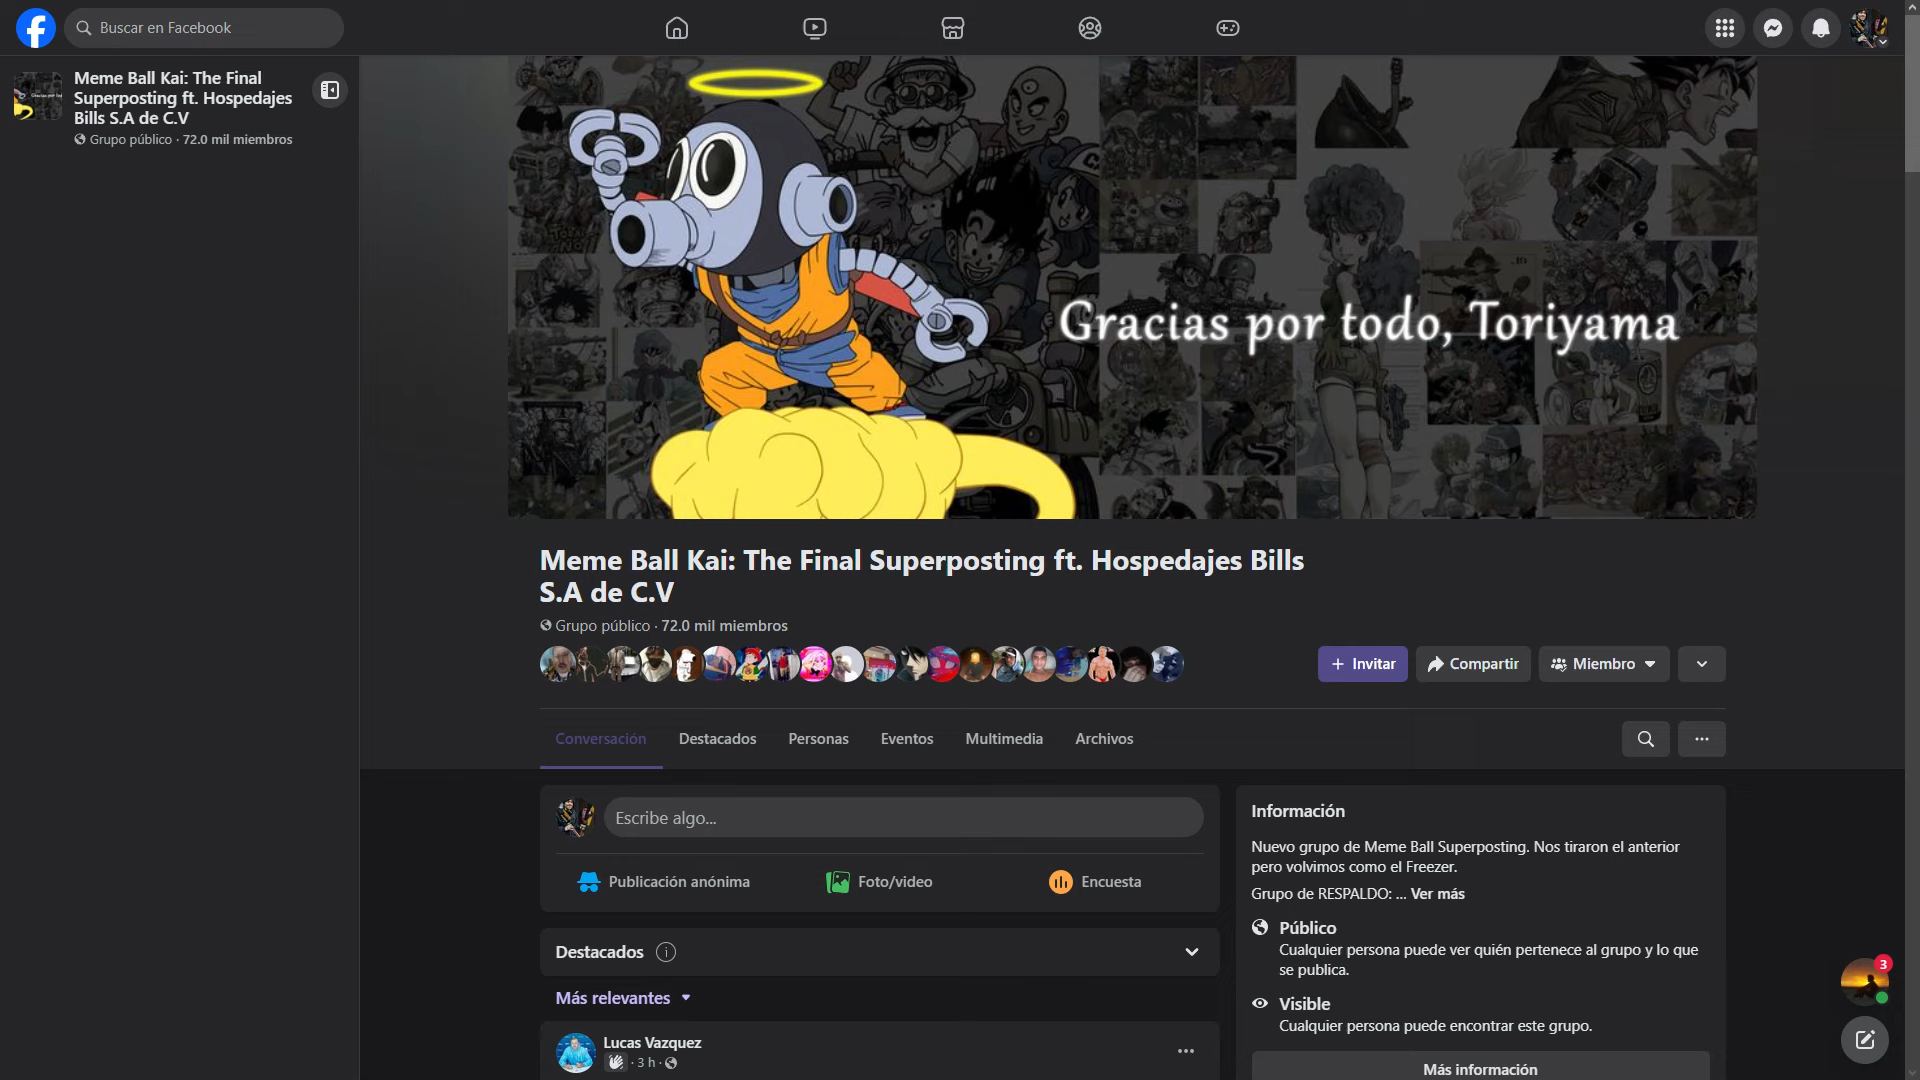 Buscar en Facebook
Meme Ball Kai: The Final
Superposting ft. Hospedajes
Bills S.A de C.V
Grupo público · 72.0 mil miembros
Gracias por todo, Toriyama
Meme Ball Kai: The Final Superposting ft. Hospedajes Bills
S.A de C.V
Grupo público · 72.0 mil miembros
Invitar
Compartir
Miembro
Conversación
Destacados
Personas
Eventos
Multimedia
Archivos
Escribe algo...
Publicación anónima
Foto/video
Encuesta
Destacados
Más relevantes
Lucas Vazquez
· 3 h ·
Información
Nuevo grupo de Meme Ball Superposting. Nos tiraron el anterior
pero volvimos como el Freezer.
Grupo de RESPALDO: ... Ver más
Público
Cualquier persona puede ver quién pertenece al grupo y lo que
se publica.
Visible
Cualquier persona puede encontrar este grupo.
Más información
3